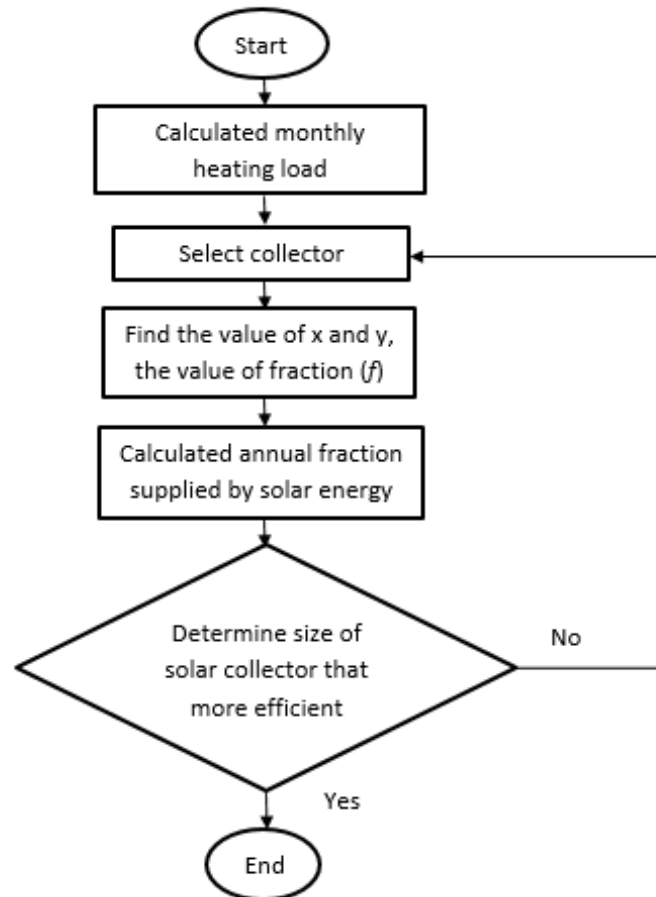 Start
Calculated monthly
heating load
Select collector
Find the value of x and y,
the value of fraction (f)
Calculated annual fraction
supplied by solar energy
Determine size of
solar collector that
more efficient
No
Yes
End